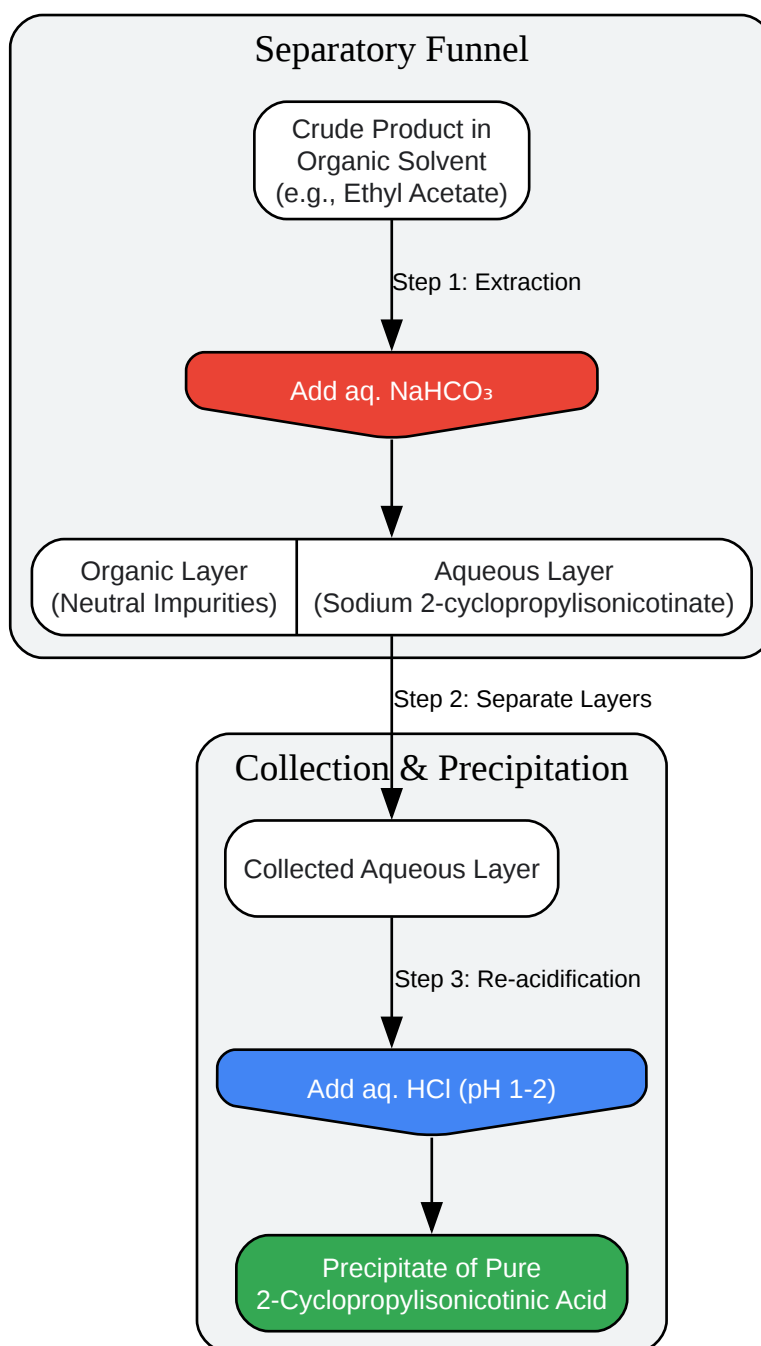 Separatory Funnel
Crude Product in
Organic Solvent
(e.g., Ethyl Acetate)
Step 1: Extraction
Add aq. NaHCO₃
Organic Layer
(Neutral Impurities)
Aqueous Layer
(Sodium 2-cyclopropylisonicotinate)
Step 2: Separate Layers
Collection & Precipitation
Collected Aqueous Layer
Step 3: Re-acidification
Add aq. HCl (pH 1-2)
Precipitate of Pure
2-Cyclopropylisonicotinic Acid